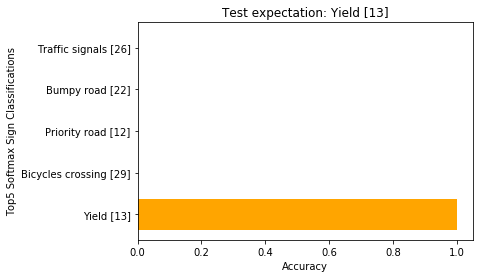 Test expectation: Yield [13]
Top5 Softmax Sign Classifications
Traffic signals [26]
Bumpy road [22]
Priority road [12]
Bicycles crossing [29]
Yield [13]
0.0 0.2 0.4 0.6 0.8 1.0
Accuracy